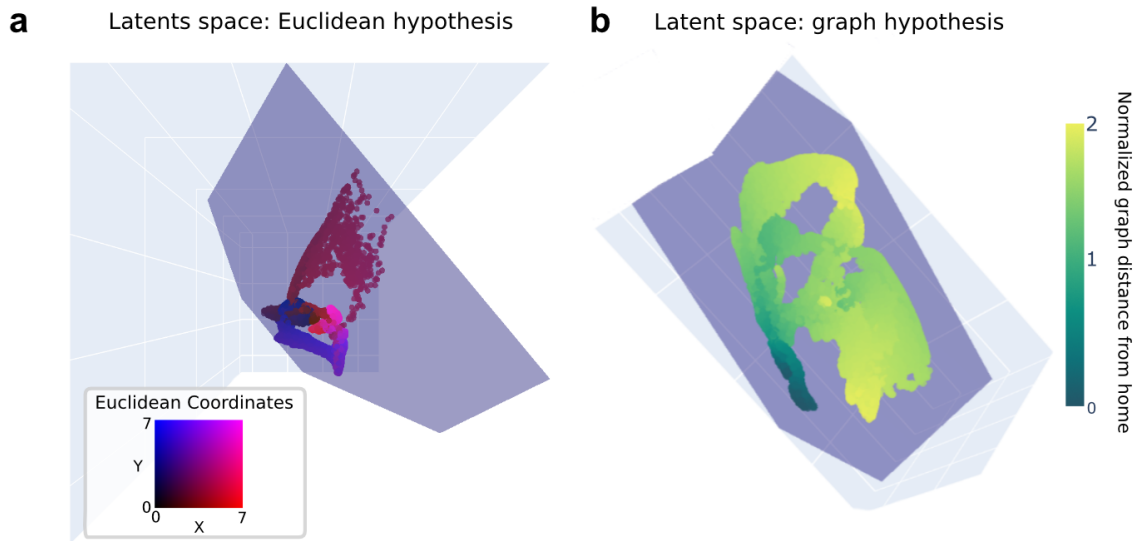 a
Latents space: Euclidean hypothesis
Euclidean Coordinates
7
Y
0
0
7
X
b
Latent space: graph hypothesis
2
1
0
Normalized graph distance from home